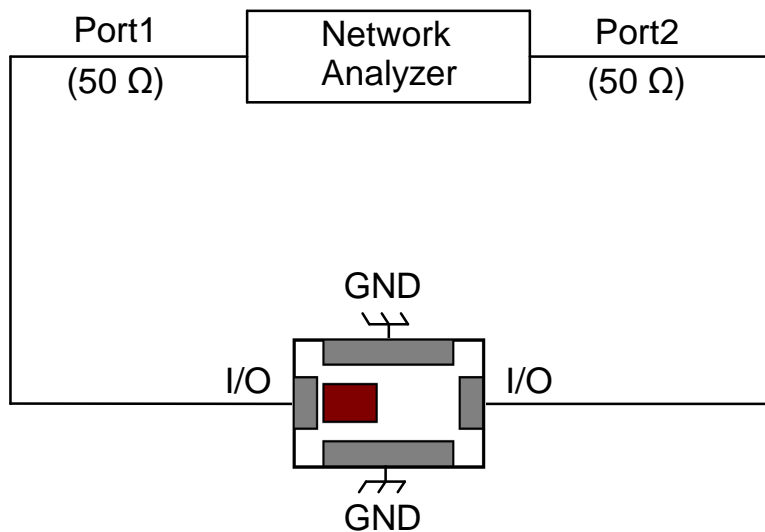 Port1
(50 Ω)
Network
Analyzer
Port2
(50 Ω)
GND
I/O
I/O
GND